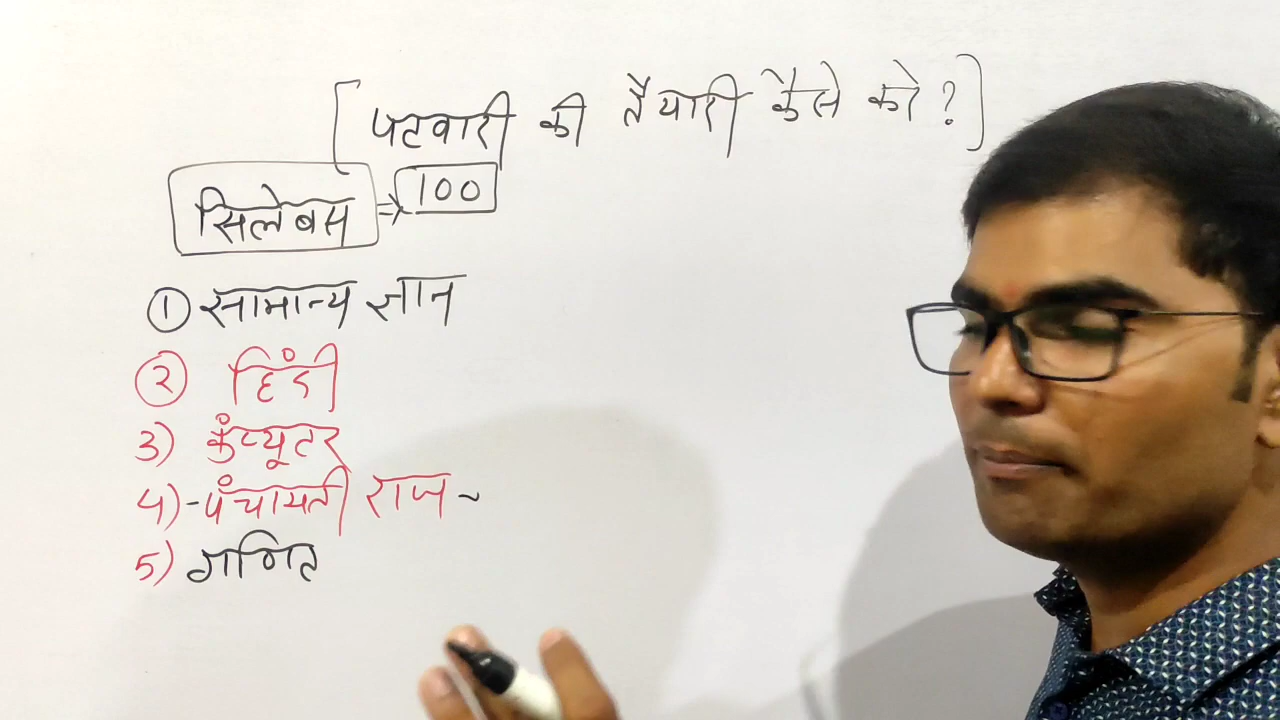 [पटवारी की तैयारी कैसे करे ?]
सिलेबस ⇒ 100
① सामान्य ज्ञान
② हिंदी
3) कंप्यूटर
4) - पंचायती राज ~
5) गणित